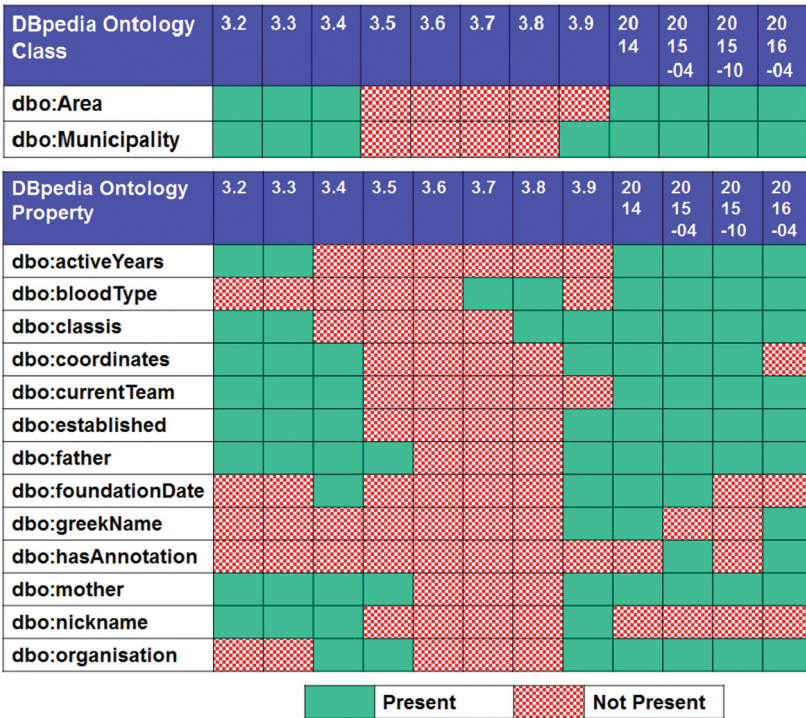 DBpedia Ontology 3.2 3.3 3.4 3.5 3.6 3.7 3.8 3.9 20 20 20 20
Class 14 15 15 16
-04 -10 -04
dbo:Area
dbo:Municipality
DBpedia Ontology 3.2 3.3 3.4 3.5 3.6 3.7 3.8 3.9 20 20 20 20
Property 14 15 15 16
-04 -10 -04
dbo:activeYears
dbo:bloodType
dbo:classis
dbo:coordinates
dbo:currentTeam
dbo:established
dbo:father
dbo:foundationDate
dbo:greekName
dbo:hasAnnotation
dbo:mother
dbo:nickname
dbo:organisation
Present Not Present